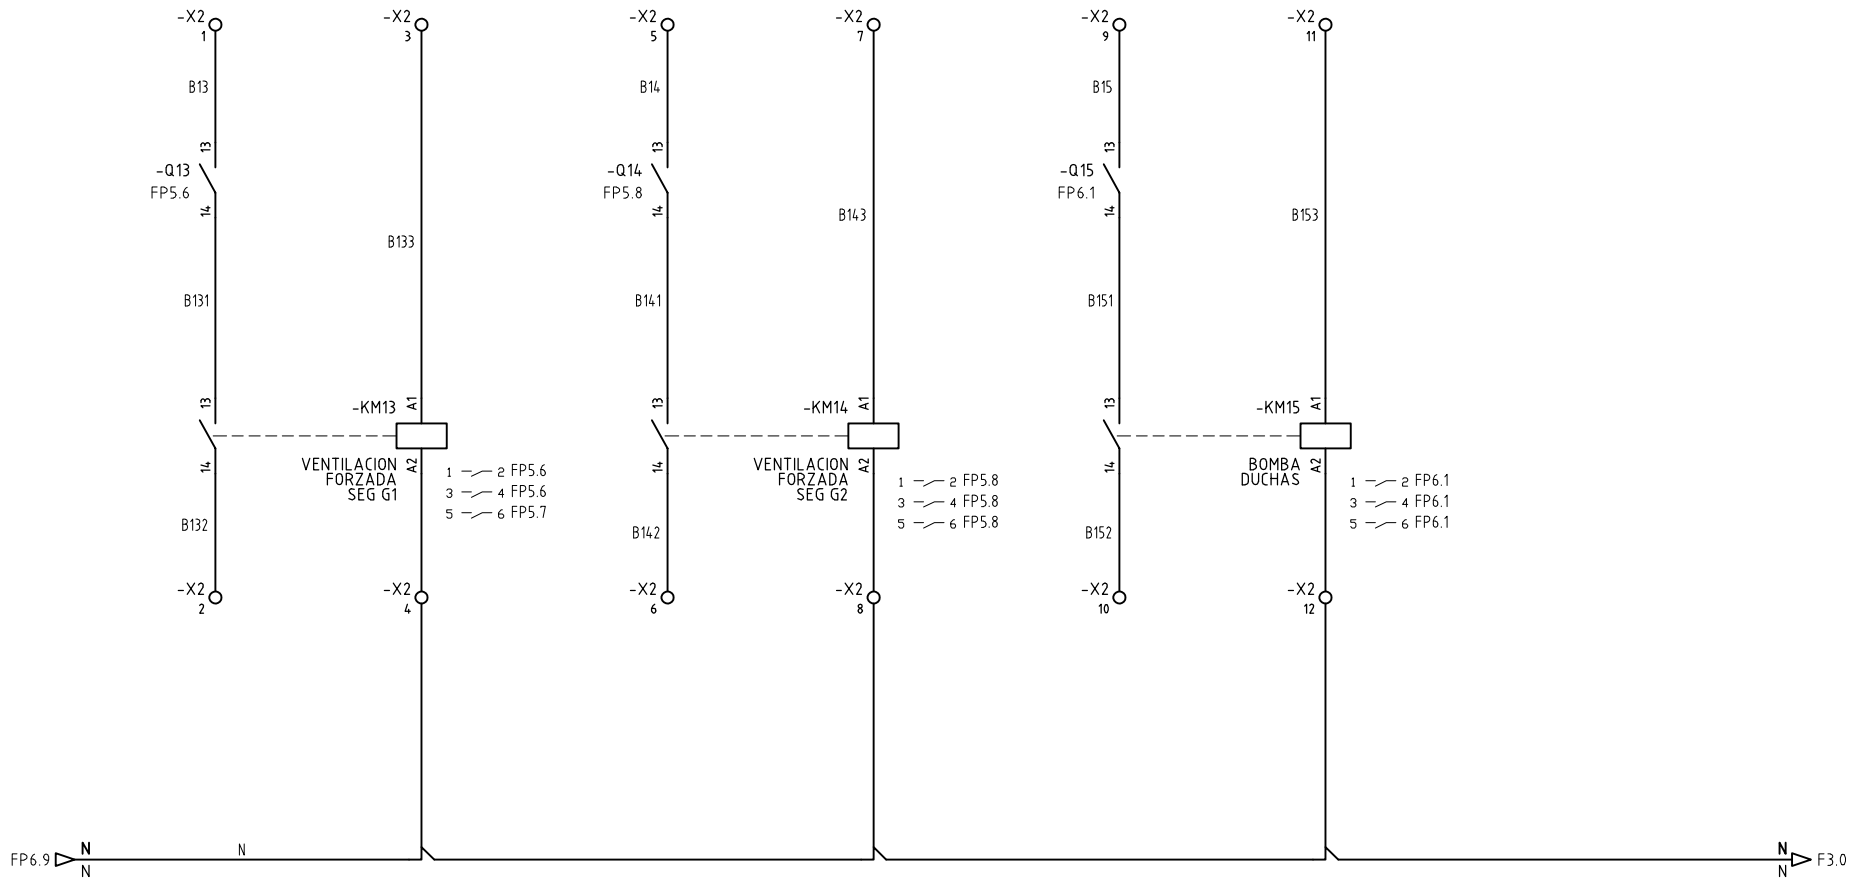 -X2
1
-X2
3
-X2
5
-X2
7
-X2
9
-X2
11
B13
B14
B15
13
13
13
-Q13
FP5.6
-Q14
FP5.8
-Q15
FP6.1
14
14
14
B133
B143
B153
B131
B141
B151
13
-KM13
A1
13
-KM14
A1
13
-KM15
A1
14
VENTILACION
FORZADA
SEG G1
A2
1 2 FP5.6
3 4 FP5.6
5 6 FP5.7
14
VENTILACION
FORZADA
SEG G2
A2
1 2 FP5.8
3 4 FP5.8
5 6 FP5.8
14
BOMBA
DUCHAS
A2
1 2 FP6.1
3 4 FP6.1
5 6 FP6.1
B132
B142
B152
-X2
2
-X2
4
-X2
6
-X2
8
-X2
10
-X2
12
FP6.9
N
N
N
N
N
F3.0